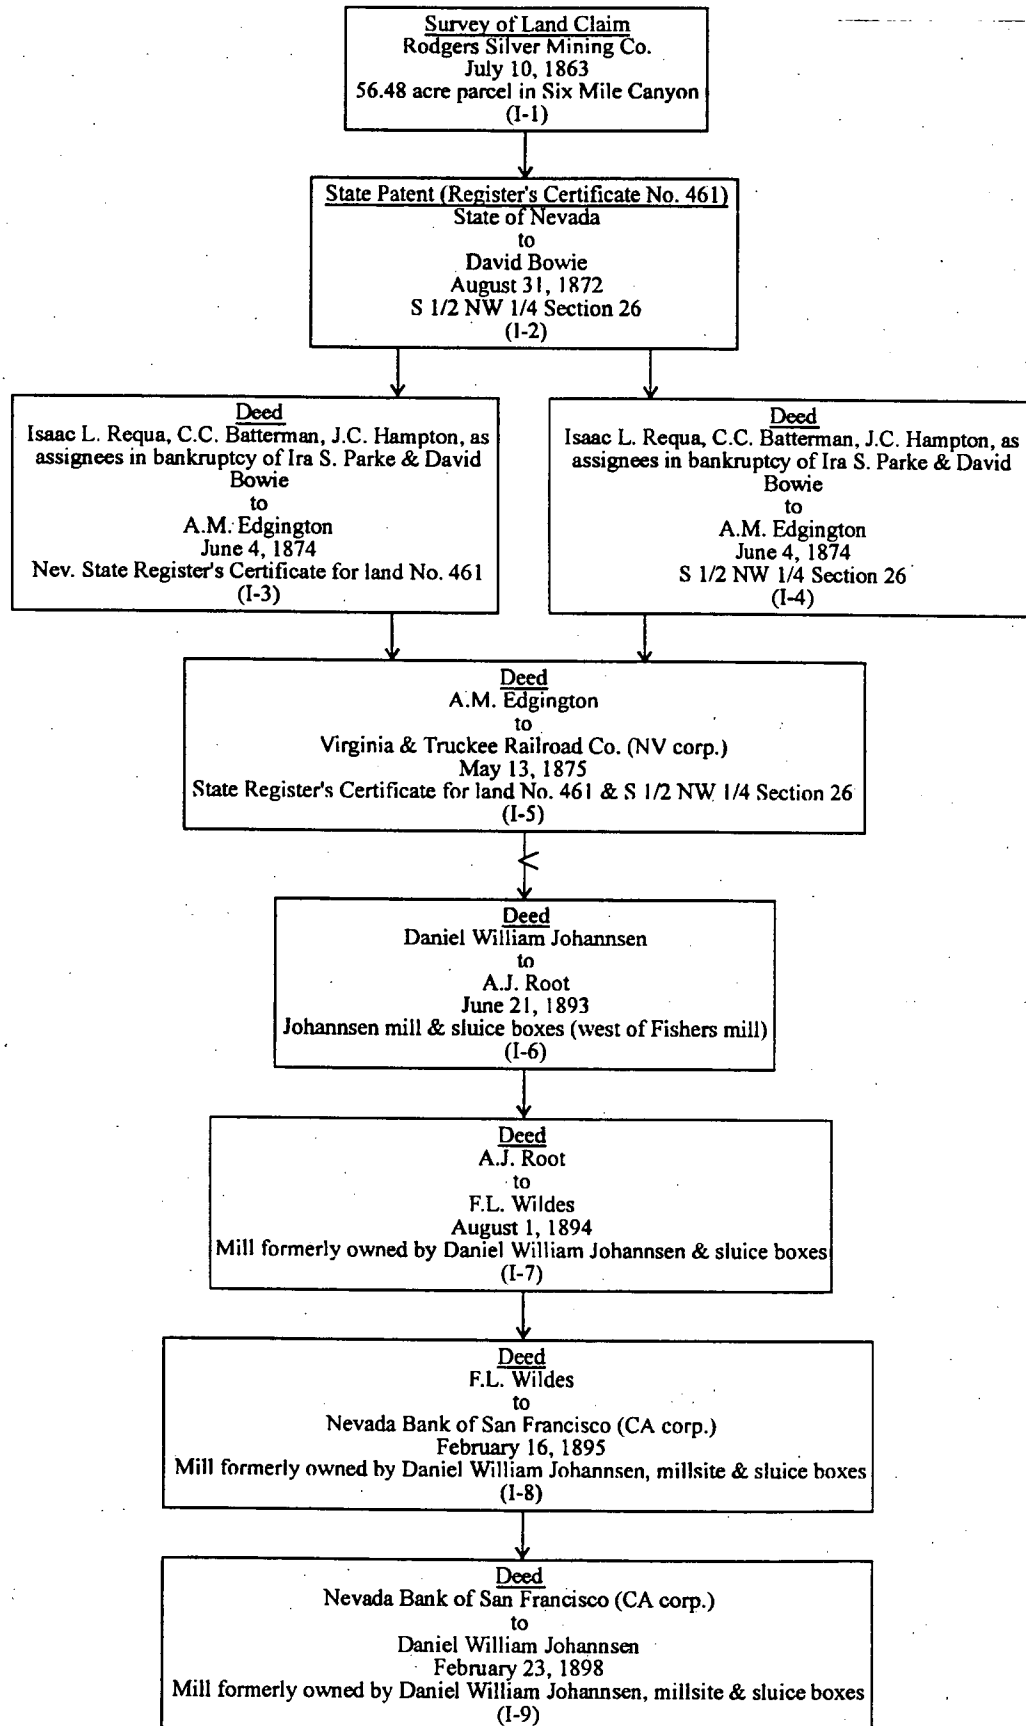 Survey of Land Claim
Rodgers Silver Mining Co.
July 10, 1863
56.48 acre parcel in Six Mile Canyon
(I-1)
State Patent (Register's Certificate No. 461)
State of Nevada
to
David Bowie
August 31, 1872
S 1/2 NW 1/4 Section 26
(I-2)
Deed
Isaac L. Requa, C.C. Batterman, J.C. Hampton, as
assignees in bankruptcy of Ira S. Parke & David
Bowie
to
A.M. Edgington
June 4, 1874
Nev. State Register's Certificate for land No. 461
(I-3)
Deed
Isaac L. Requa, C.C. Batterman, J.C. Hampton, as
assignees in bankruptcy of Ira S. Parke & David
Bowie
to
A.M. Edgington
June 4, 1874
S 1/2 NW 1/4 Section 26
(I-4)
Deed
A.M. Edgington
to
Virginia & Truckee Railroad Co. (NV corp.)
May 13, 1875
State Register's Certificate for land No. 461 & S 1/2 NW 1/4 Section 26
(I-5)
Deed
Daniel William Johannsen
to
A.J. Root
June 21, 1893
Johannsen mill & sluice boxes (west of Fishers mill)
(I-6)
Deed
A.J. Root
to
F.L. Wildes
August 1, 1894
Mill formerly owned by Daniel William Johannsen & sluice boxes
(I-7)
Deed
F.L. Wildes
to
Nevada Bank of San Francisco (CA corp.)
February 16, 1895
Mill formerly owned by Daniel William Johannsen, millsite & sluice boxes
(I-8)
Deed
Nevada Bank of San Francisco (CA corp.)
to
Daniel William Johannsen
February 23, 1898
Mill formerly owned by Daniel William Johannsen, millsite & sluice boxes
(I-9)